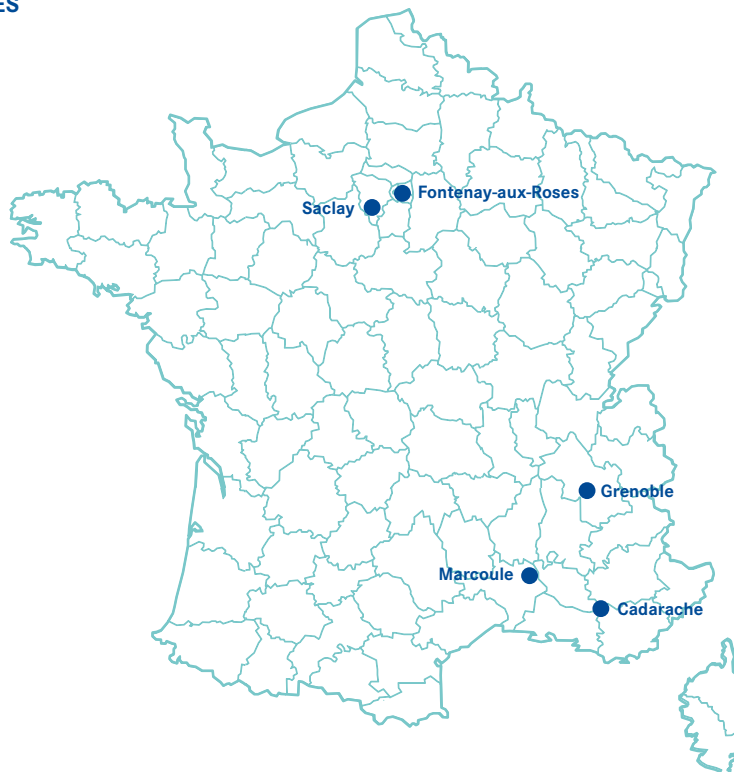 ES
Fontenay-aux-Roses
Saclay
Grenoble
Marcoule
Cadarache